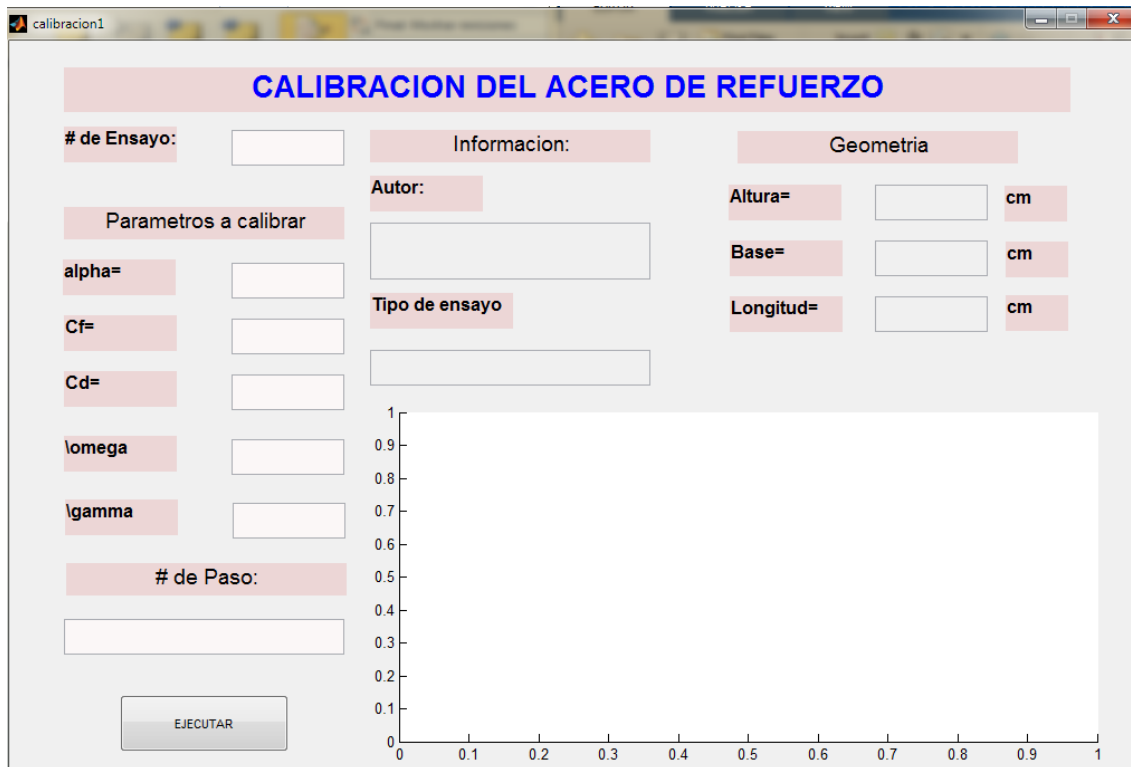 calibracion1
CALIBRACION DEL ACERO DE REFUERZO
# de Ensayo:
Parametros a calibrar
alpha=
Cf=
Cd=
\omega
\gamma
# de Paso:
EJECUTAR
Informacion:
Autor:
Tipo de ensayo
Geometria
Altura= cm
Base= cm
Longitud= cm
1
0.9
0.8
0.7
0.6
0.5
0.4
0.3
0.2
0.1
0
0 0.1 0.2 0.3 0.4 0.5 0.6 0.7 0.8 0.9 1